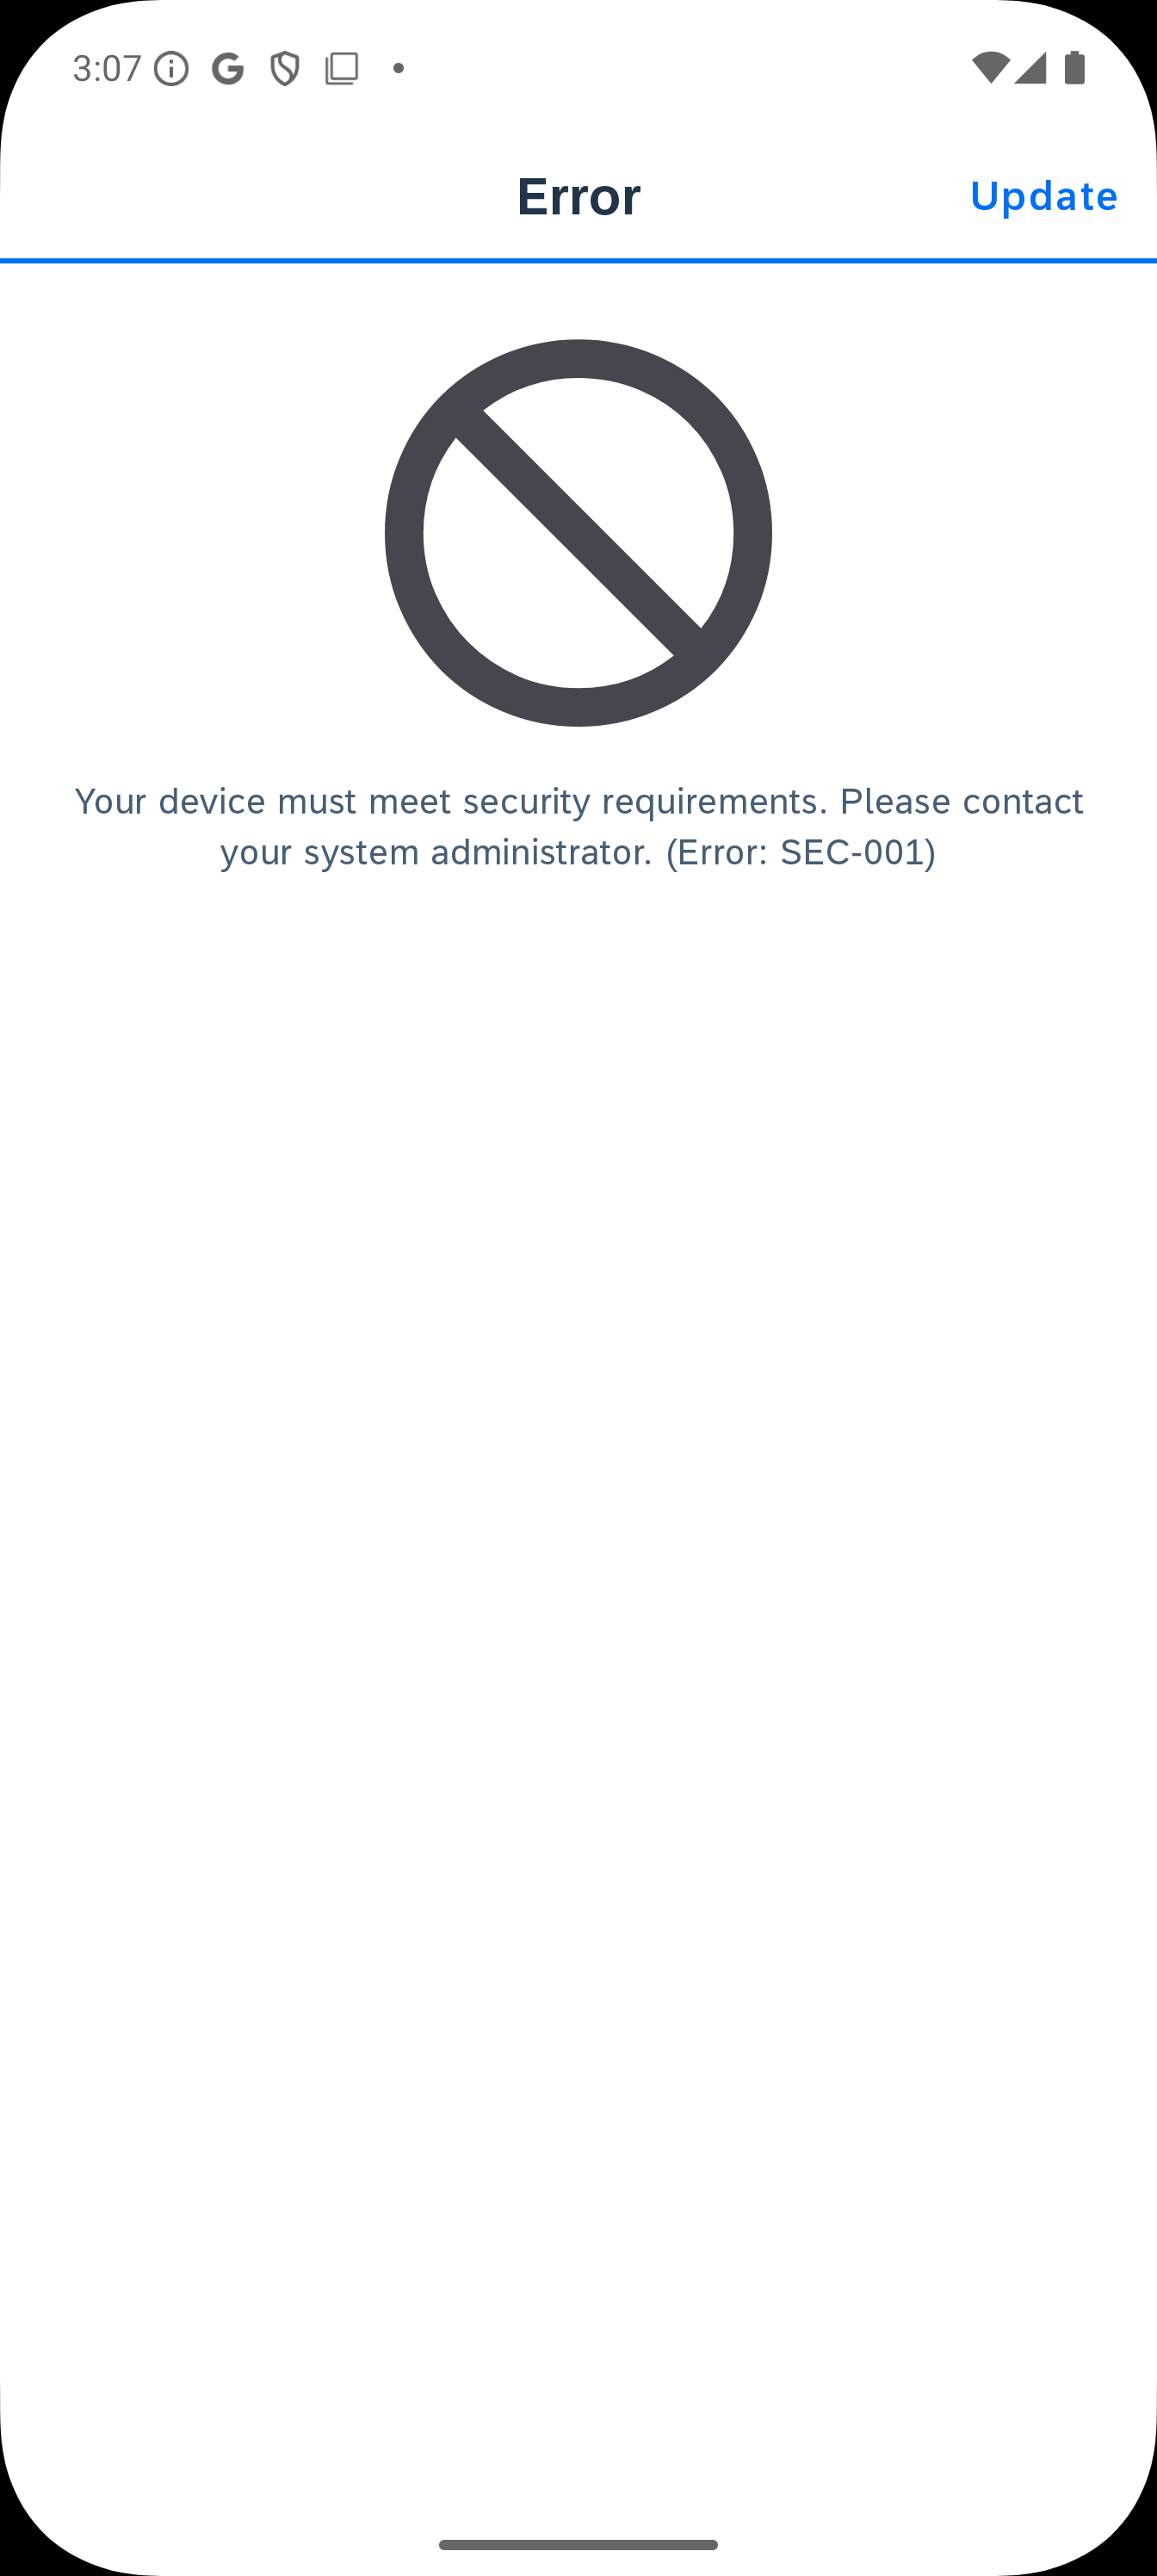 3:07
Error
Update
Your device must meet security requirements. Please contact
your system administrator. (Error: SEC-001)